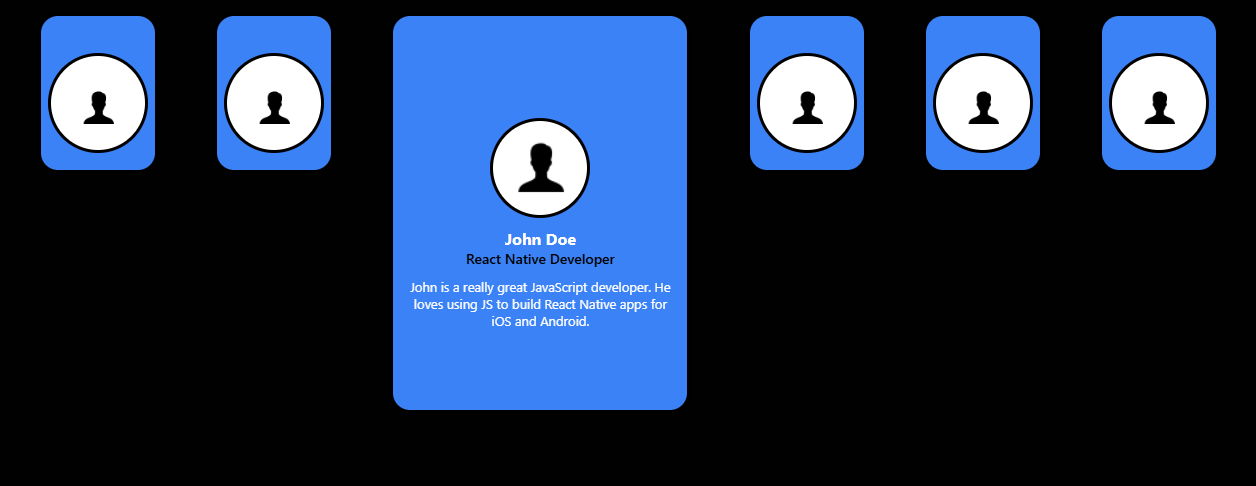 John Doe
React Native Developer
John is a really great JavaScript developer. He
loves using JS to build React Native apps for
iOS and Android.